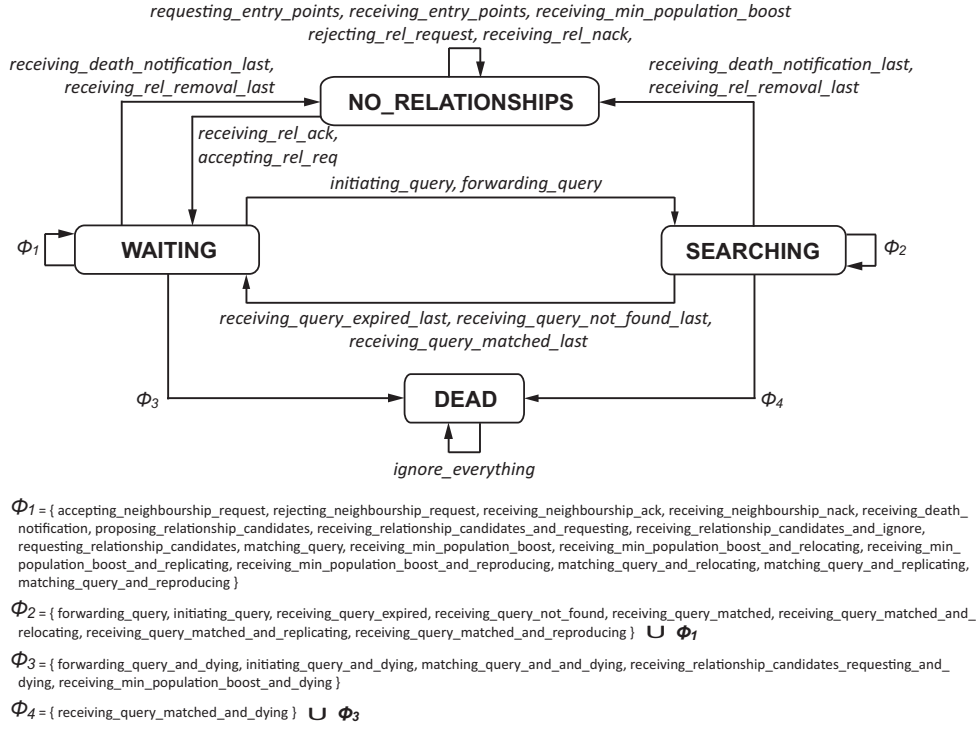 requesting_entry_points, receiving_entry_points, receiving_min_population_boost
rejecting_rel_request, receiving_rel_nack,
receiving_death_notification_last,
receiving_rel_removal_last
receiving_death_notification_last,
receiving_rel_removal_last
NO_RELATIONSHIPS
receiving_rel_ack,
accepting_rel_req
initiating_query, forwarding_query
Φ1
WAITING
SEARCHING
Φ2
receiving_query_expired_last, receiving_query_not_found_last,
receiving_query_matched_last
Φ3
DEAD
Φ4
ignore_everything
Φ1 = { accepting_neighbourship_request, rejecting_neighbourship_request, receiving_neighbourship_ack, receiving_neighbourship_nack, receiving_death_
notification, proposing_relationship_candidates, receiving_relationship_candidates_and_requesting, receiving_relationship_candidates_and_ignore,
requesting_relationship_candidates, matching_query, receiving_min_population_boost, receiving_min_population_boost_and_relocating, receiving_min_
population_boost_and_replicating, receiving_min_population_boost_and_reproducing, matching_query_and_relocating, matching_query_and_replicating,
matching_query_and_reproducing }
Φ2 = { forwarding_query, initiating_query, receiving_query_expired, receiving_query_not_found, receiving_query_matched, receiving_query_matched_and_
relocating, receiving_query_matched_and_replicating, receiving_query_matched_and_reproducing } ∪ Φ1
Φ3 = { forwarding_query_and_dying, initiating_query_and_dying, matching_query_and_and_dying, receiving_relationship_candidates_requesting_and_
dying, receiving_min_population_boost_and_dying }
Φ4 = { receiving_query_matched_and_dying } ∪ Φ3